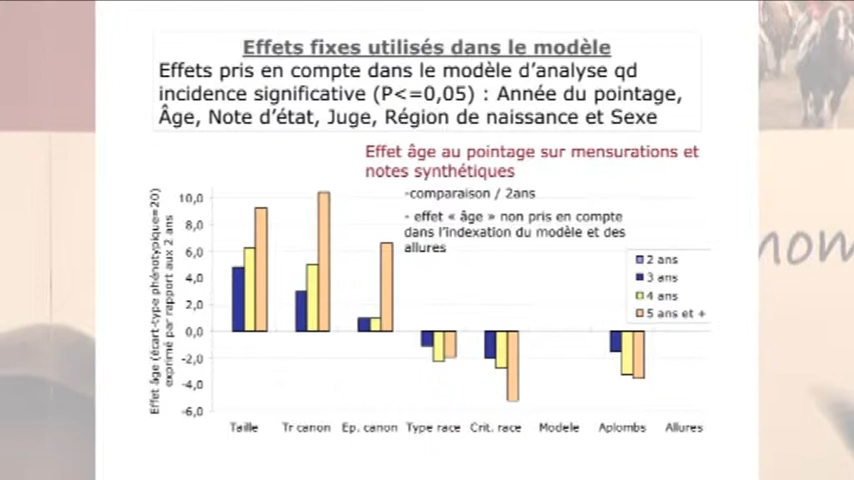 Effets fixes utilisés dans le modèle
Effets pris en compte dans le modèle d'analyse qd
incidence significative (P<=0,05) : Année du pointage,
Âge, Note d'état, Juge, Région de naissance et Sexe
Effet âge au pointage sur mensurations et
notes synthétiques
-comparaison / 2ans
- effet « âge » non pris en compte
dans l'indexation du modèle et des
allures
Effet âge (écart-type phénotypique=20)
exprimé par rapport aux 2 ans
10,0
8,0
6,0
4,0
2,0
0,0
-2,0
-4,0
-6,0
2 ans
3 ans
4 ans
5 ans et +
Taille Tr canon Ep. canon Type race Crit. race Modele Aplombs Allures
nom